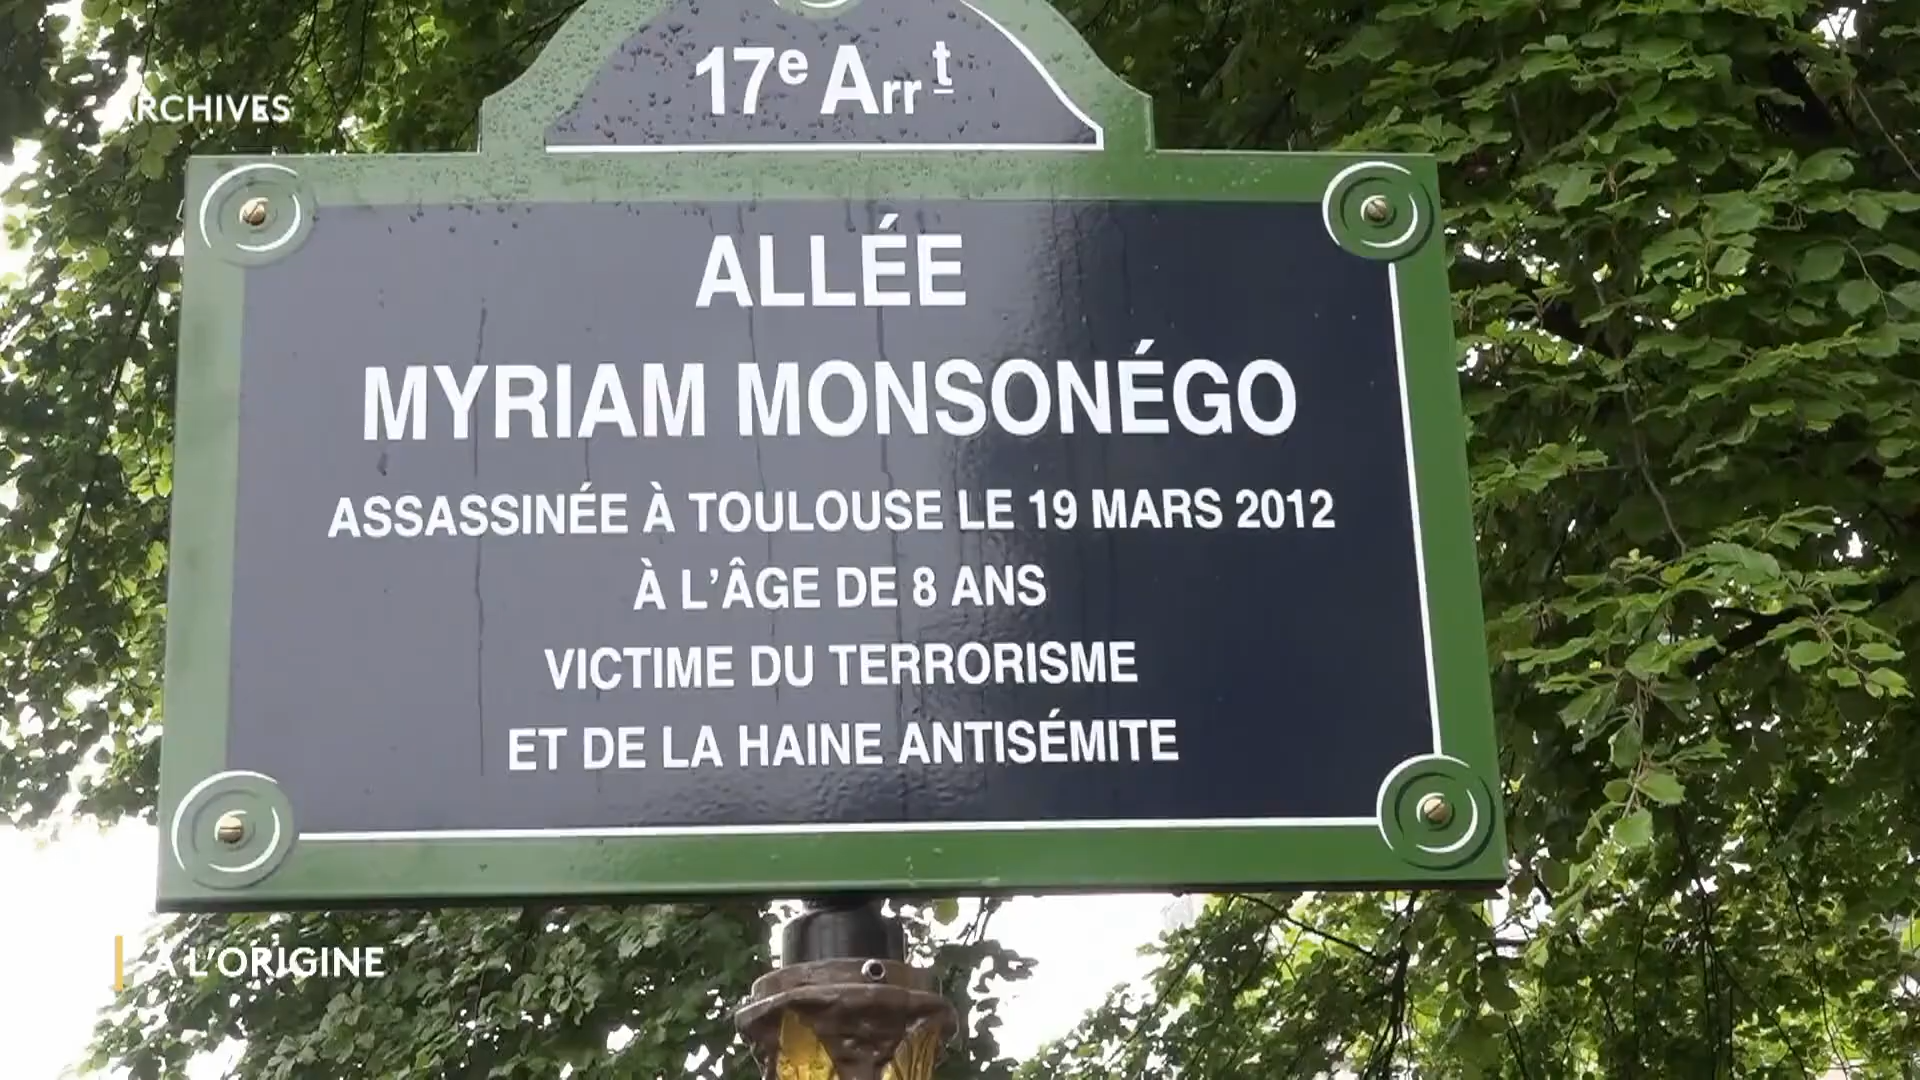 17e Arrt
ARCHIVES
ALLÉE
MYRIAM MONSONÉGO
ASSASSINÉE À TOULOUSE LE 19 MARS 2012
À L'ÂGE DE 8 ANS
VICTIME DU TERRORISME
ET DE LA HAINE ANTISÉMITE
À L'ORIGINE